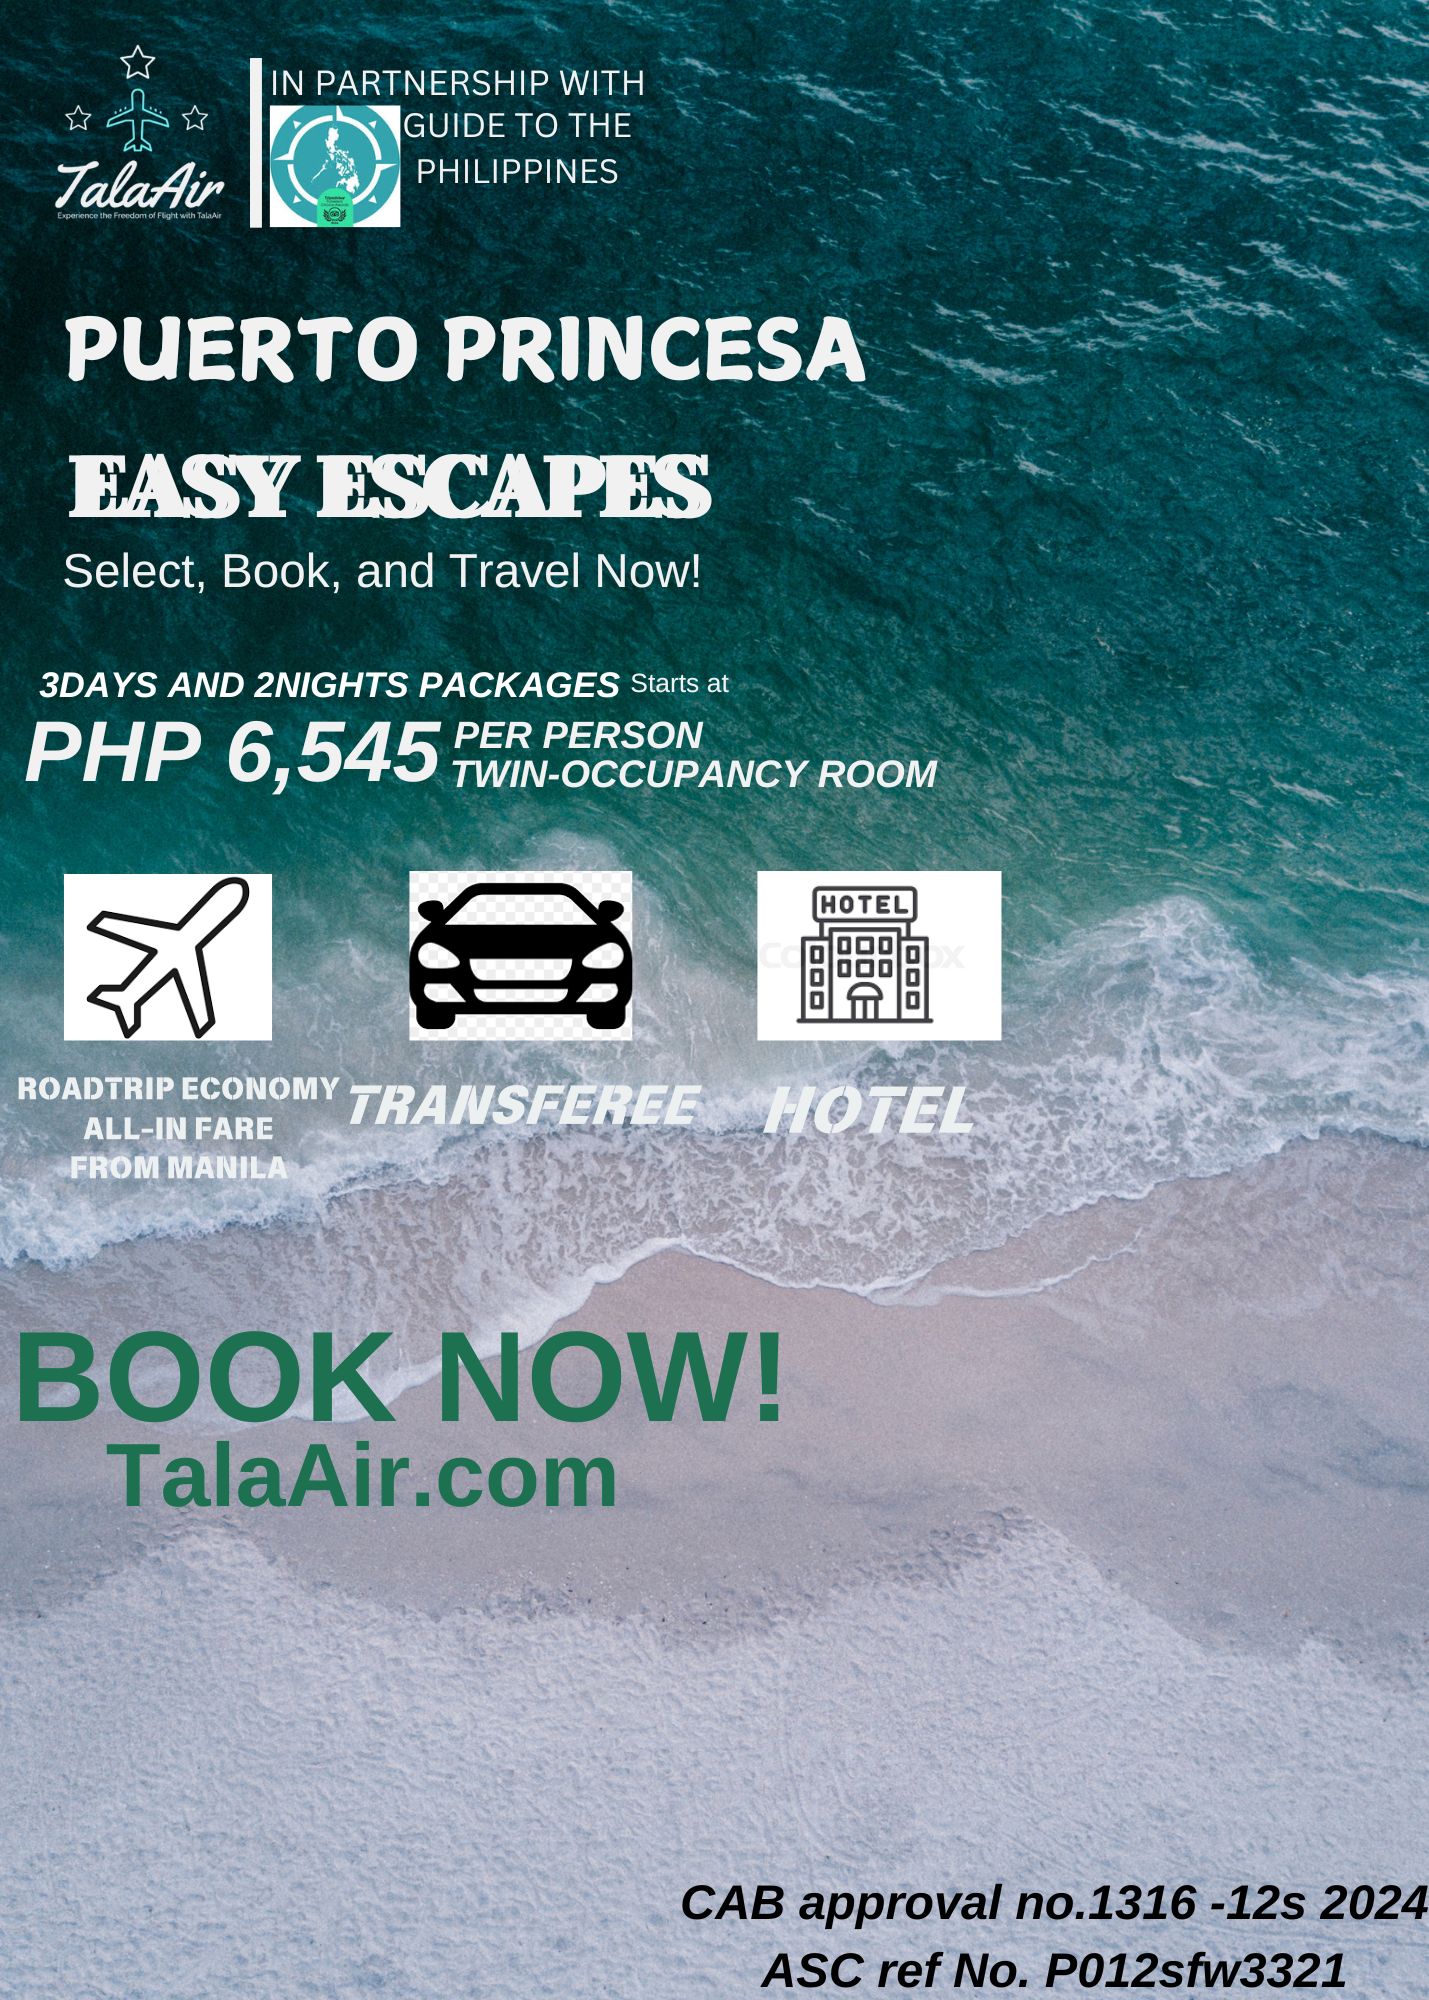 TalaAir
Experience the Freedom of Flight with TalaAir
IN PARTNERSHIP WITH
GUIDE TO THE
PHILIPPINES
PUERTO PRINCESA
EASY ESCAPES
Select, Book, and Travel Now!
3DAYS AND 2NIGHTS PACKAGES Starts at
PHP 6,545 PER PERSON
TWIN-OCCUPANCY ROOM
HOTEL
ROADTRIP ECONOMY
ALL-IN FARE
FROM MANILA
TRANSFEREE
HOTEL
BOOK NOW!
TalaAir.com
CAB approval no.1316 -12s 2024
ASC ref No. P012sfw3321